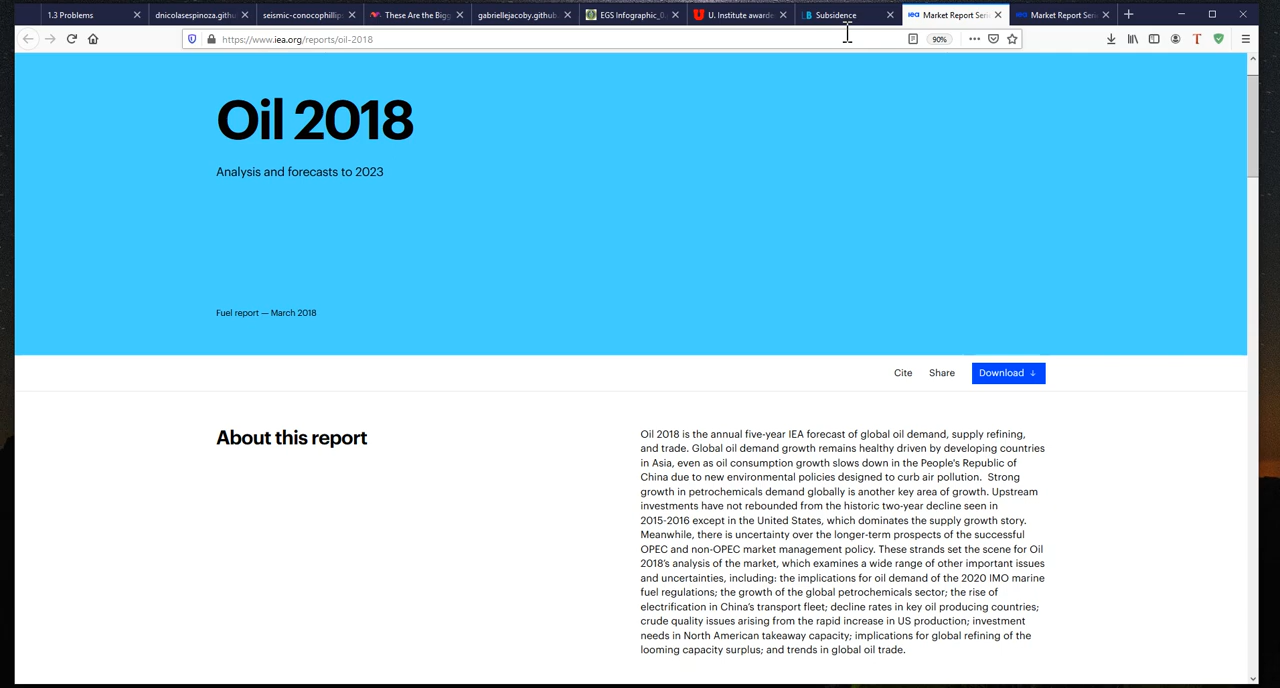 1.3 Problems
dnicolasespinoza.githu
seismic-conocophillips
These Are the Bigg
gabriellejacoby.github
EGS Infographic_0
U. Institute awarde
Subsidence
iea Market Report Seri
iea Market Report Seri
https://www.iea.org/reports/oil-2018
90%
Oil 2018
Analysis and forecasts to 2023
Fuel report — March 2018
Cite
Share
Download ↓
About this report
Oil 2018 is the annual five-year IEA forecast of global oil demand, supply refining,
and trade. Global oil demand growth remains healthy driven by developing countries
in Asia, even as oil consumption growth slows down in the People's Republic of
China due to new environmental policies designed to curb air pollution.  Strong
growth in petrochemicals demand globally is another key area of growth. Upstream
investments have not rebounded from the historic two-year decline seen in
2015-2016 except in the United States, which dominates the supply growth story.
Meanwhile, there is uncertainty over the longer-term prospects of the successful
OPEC and non-OPEC market management policy. These strands set the scene for Oil
2018's analysis of the market, which examines a wide range of other important issues
and uncertainties, including: the implications for oil demand of the 2020 IMO marine
fuel regulations; the growth of the global petrochemicals sector; the rise of
electrification in China's transport fleet; decline rates in key oil producing countries;
crude quality issues arising from the rapid increase in US production; investment
needs in North American takeaway capacity; implications for global refining of the
looming capacity surplus; and trends in global oil trade.